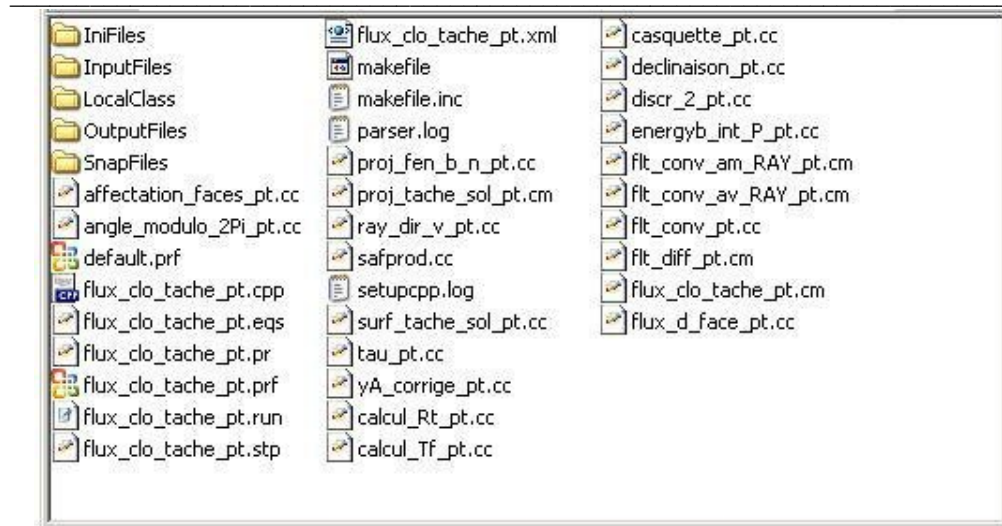 IniFiles
InputFiles
LocalClass
OutputFiles
SnapFiles
affectation_faces_pt.cc
angle_modulo_2Pi_pt.cc
default.prf
flux_clo_tache_pt.cpp
flux_clo_tache_pt.eqs
flux_clo_tache_pt.pr
flux_clo_tache_pt.prf
flux_clo_tache_pt.run
flux_clo_tache_pt.stp
flux_clo_tache_pt.xml
makefile
makefile.inc
parser.log
proj_fen_b_n_pt.cc
proj_tache_sol_pt.cm
ray_dir_v_pt.cc
safprod.cc
setupcpp.log
surf_tache_sol_pt.cc
tau_pt.cc
yA_corrige_pt.cc
calcul_Rt_pt.cc
calcul_Tf_pt.cc
casquette_pt.cc
declinaison_pt.cc
discr_2_pt.cc
energyb_int_P_pt.cc
flt_conv_am_RAY_pt.cm
flt_conv_av_RAY_pt.cm
flt_conv_pt.cc
flt_diff_pt.cm
flux_clo_tache_pt.cm
flux_d_face_pt.cc